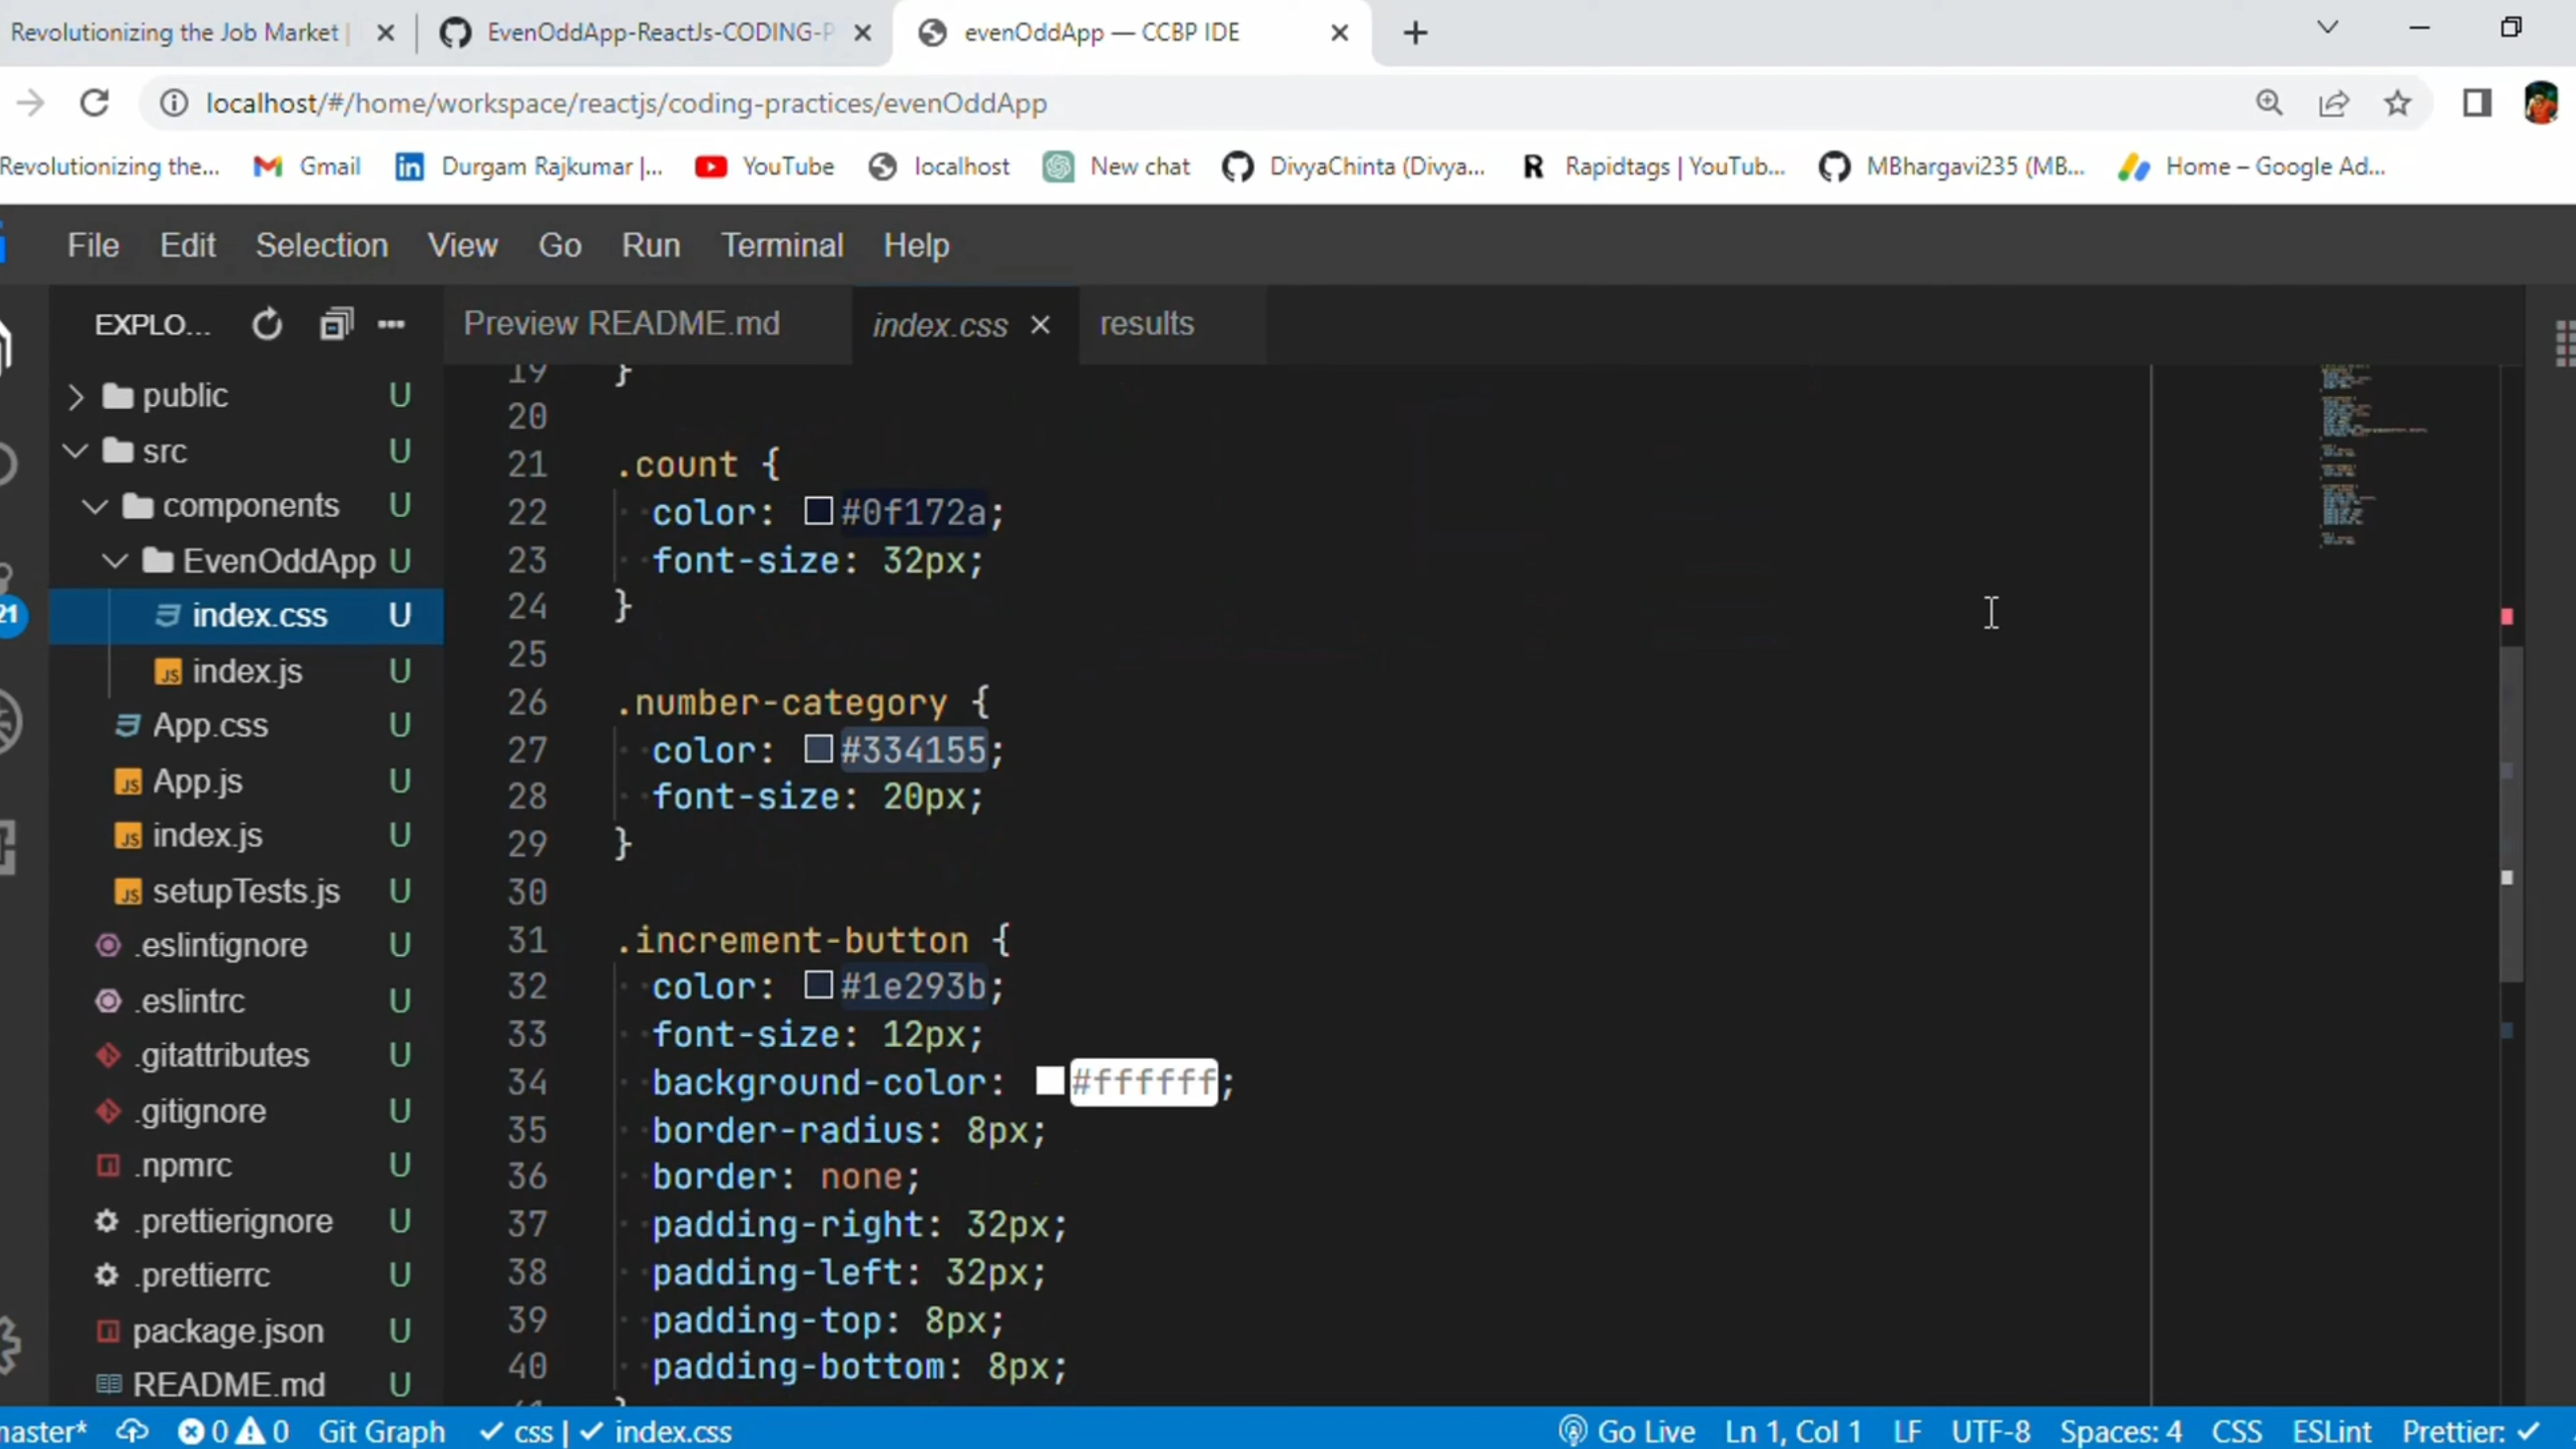 Revolutionizing the Job Market | EvenOddApp-ReactJs-CODING-P evenOddApp — CCBP IDE
localhost/#/home/workspace/reactjs/coding-practices/evenOddApp
Revolutionizing the... Gmail Durgam Rajkumar |... YouTube localhost New chat DivyaChinta (Divya... R Rapidtags | YouTub... MBhargavi235 (MB... Home – Google Ad...
File Edit Selection View Go Run Terminal Help
EXPLO... Preview README.md index.css results
public U
src U
components U
EvenOddApp U
index.css U
index.js U
App.css U
App.js U
index.js U
setupTests.js U
.eslintignore U
.eslintrc U
.gitattributes U
.gitignore U
.npmrc U
.prettierignore U
.prettierrc U
package.json U
README.md U
21
19 }
20
21 .count {
22 color: #0f172a;
23 font-size: 32px;
24 }
25
26 .number-category {
27 color: #334155;
28 font-size: 20px;
29 }
30
31 .increment-button {
32 color: #1e293b;
33 font-size: 12px;
34 background-color: #ffffff;
35 border-radius: 8px;
36 border: none;
37 padding-right: 32px;
38 padding-left: 32px;
39 padding-top: 8px;
40 padding-bottom: 8px;
master* 0 0 Git Graph css | index.css Go Live Ln 1, Col 1 LF UTF-8 Spaces: 4 CSS ESLint Prettier: